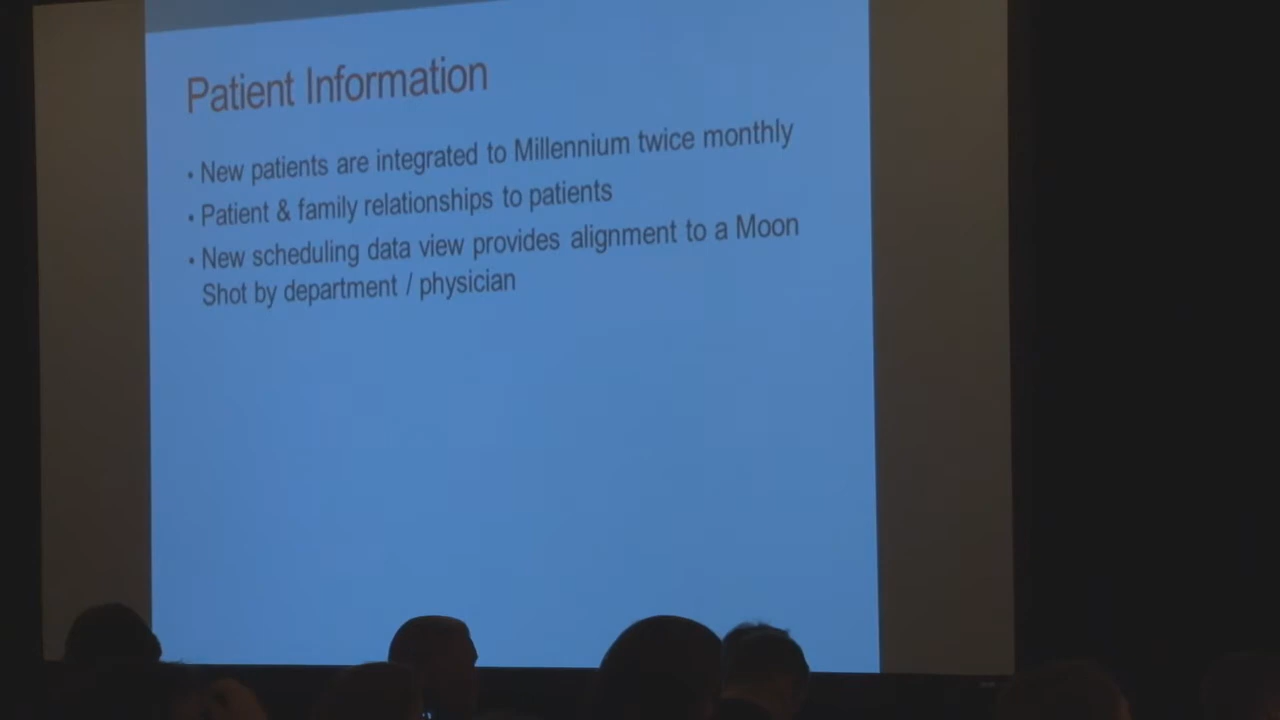 Patient Information
• New patients are integrated to Millennium twice monthly
• Patient & family relationships to patients
• New scheduling data view provides alignment to a Moon
Shot by department / physician